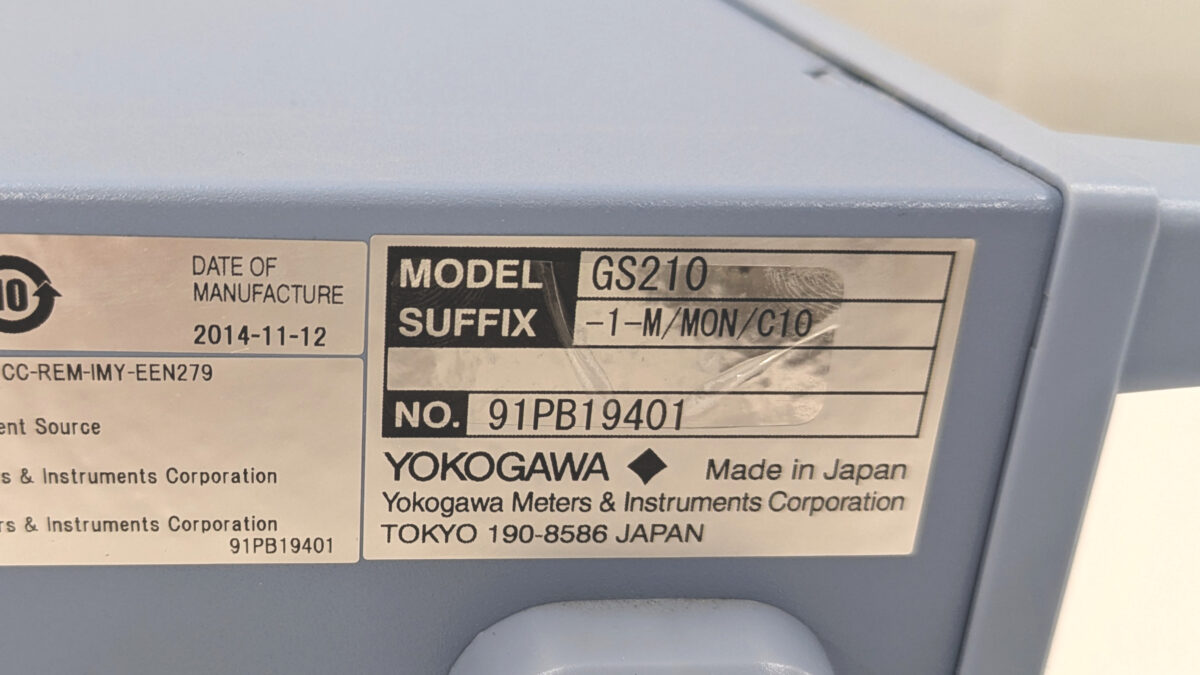 10
DATE OF
MANUFACTURE
2014-11-12
CC-REM-IMY-EEN279
ent Source
s & Instruments Corporation
rs & Instruments Corporation
91PB19401
MODEL GS210
SUFFIX -1-M/MON/C10
NO. 91PB19401
YOKOGAWA Made in Japan
Yokogawa Meters & Instruments Corporation
TOKYO 190-8586 JAPAN